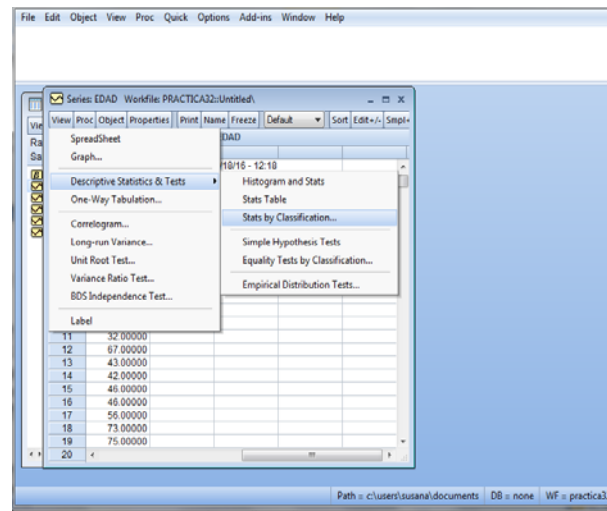 File Edit Object View Proc Quick Options Add-ins Window Help
Series: EDAD Workfile: PRACTICA32::Untitled\
View Proc Object Properties Print Name Freeze Default Sort Edit+/- Smpl+
EDAD
18/16 - 12:18
SpreadSheet
Graph...
Descriptive Statistics & Tests
One-Way Tabulation...
Correlogram...
Long-run Variance...
Unit Root Test...
Variance Ratio Test...
BDS Independence Test...
Label
Histogram and Stats
Stats Table
Stats by Classification...
Simple Hypothesis Tests
Equality Tests by Classification...
Empirical Distribution Tests...
11 32.00000
12 67.00000
13 43.00000
14 42.00000
15 46.00000
16 46.00000
17 56.00000
18 73.00000
19 75.00000
20
Path = c:\users\susana\documents DB = none WF = practica3